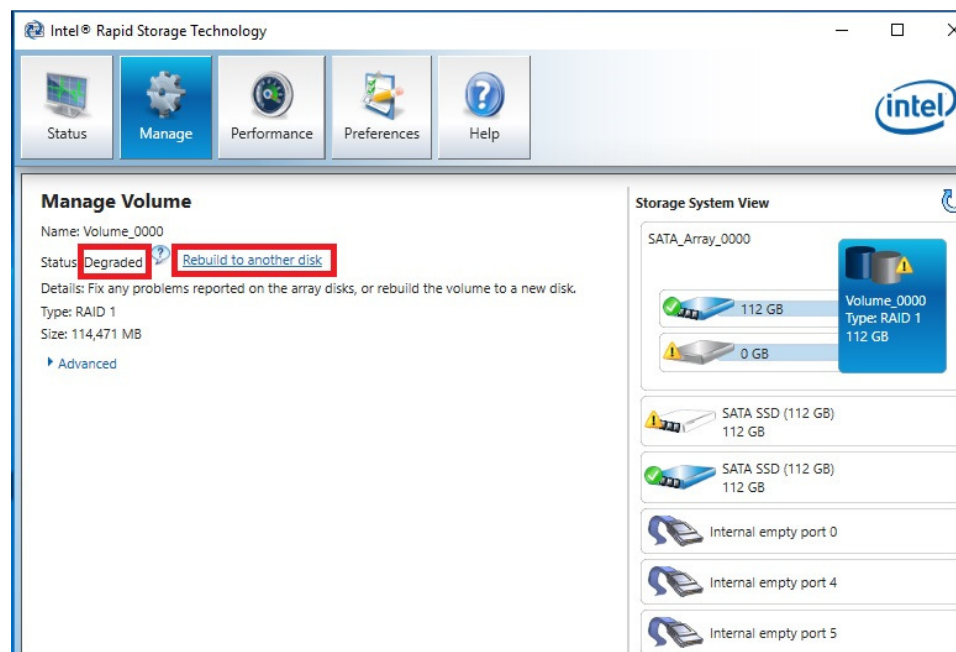 Intel® Rapid Storage Technology
Status
Manage
Performance
Preferences
Help
intel
Manage Volume
Name: Volume_0000
Status: Degraded ? Rebuild to another disk
Details: Fix any problems reported on the array disks, or rebuild the volume to a new disk.
Type: RAID 1
Size: 114,471 MB
Advanced
Storage System View
SATA_Array_0000
112 GB
0 GB
Volume_0000
Type: RAID 1
112 GB
SATA SSD (112 GB)
112 GB
SATA SSD (112 GB)
112 GB
Internal empty port 0
Internal empty port 4
Internal empty port 5